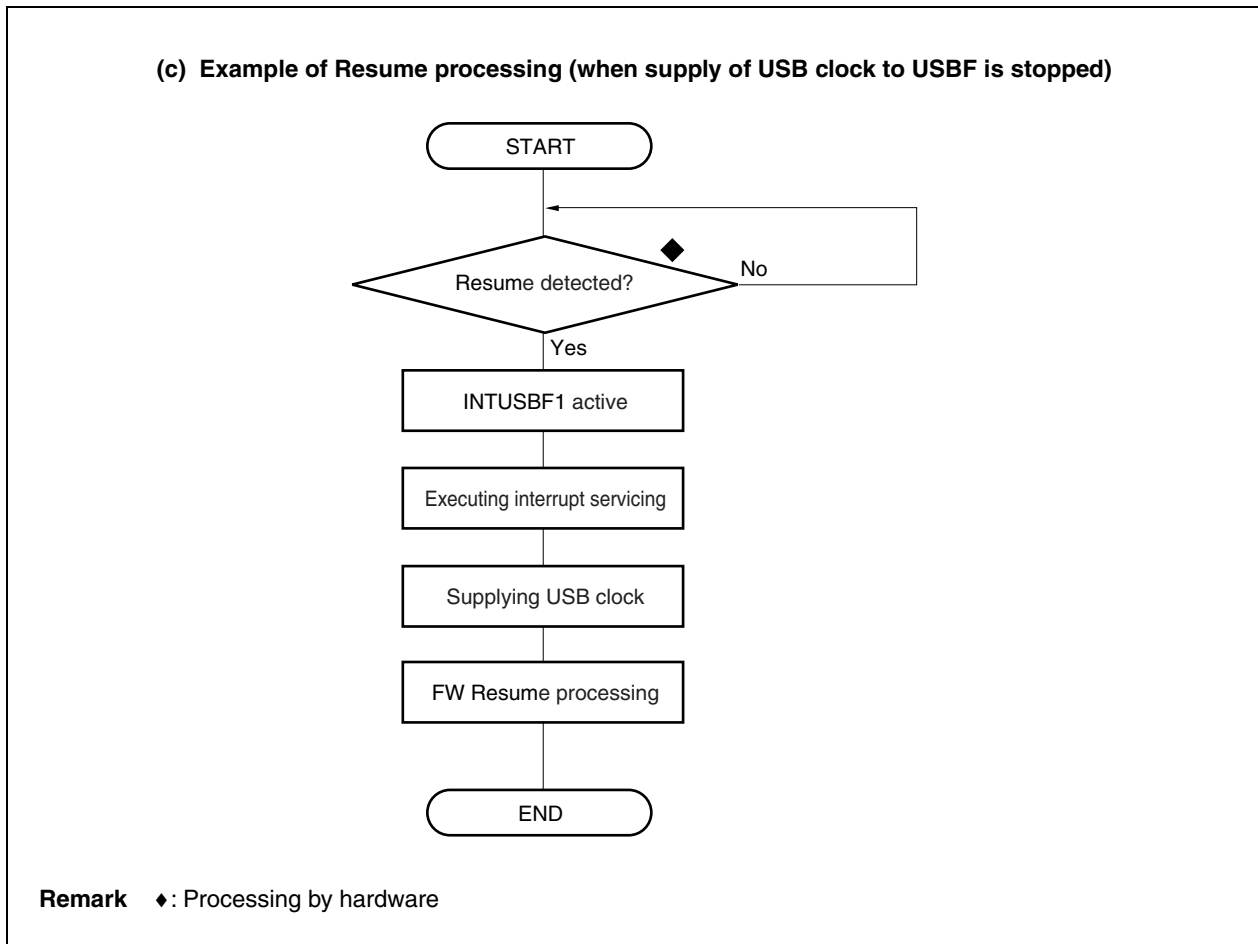 (c) Example of Resume processing (when supply of USB clock to USBF is stopped)
START
Resume detected?
No
Yes
INTUSBF1 active
Executing interrupt servicing
Supplying USB clock
FW Resume processing
END
Remark ♦: Processing by hardware